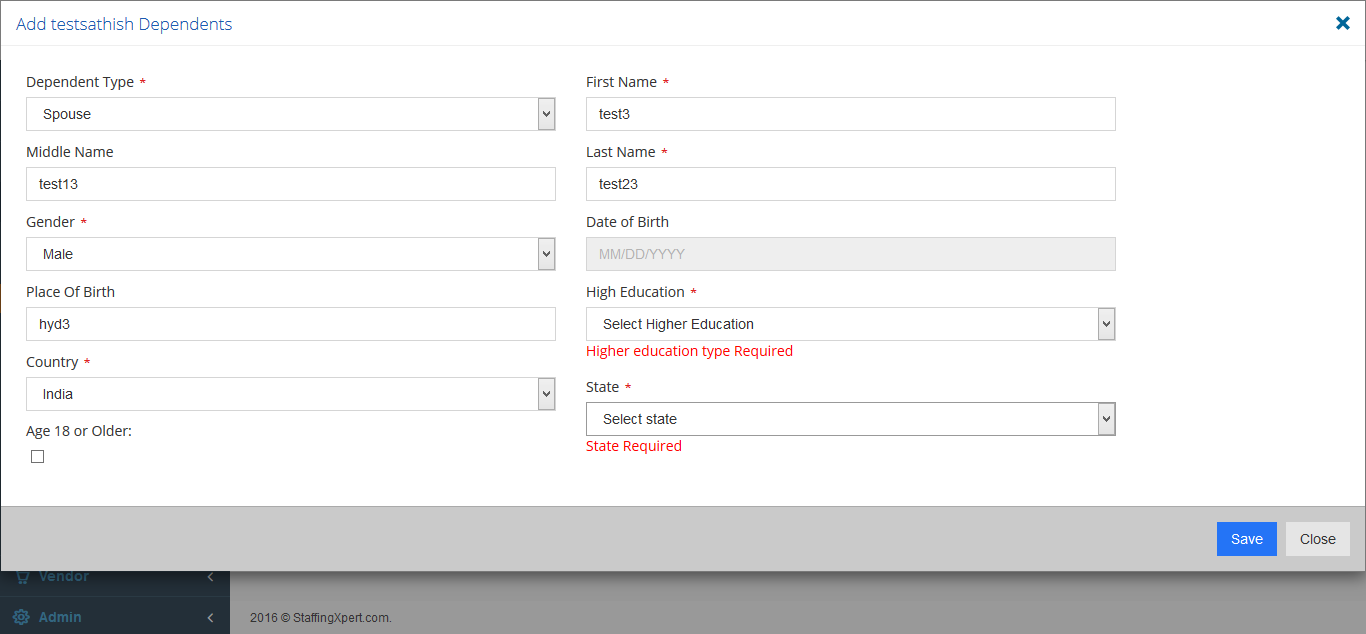 Add testsathish Dependents
Dependent Type *
Spouse
First Name *
test3
Middle Name
test13
Last Name *
test23
Gender *
Male
Date of Birth
MM/DD/YYYY
Place Of Birth
hyd3
High Education *
Select Higher Education
Higher education type Required
Country *
India
State *
Select state
State Required
Age 18 or Older:
Save
Close
Vendor
Admin
2016 © StaffingXpert.com.